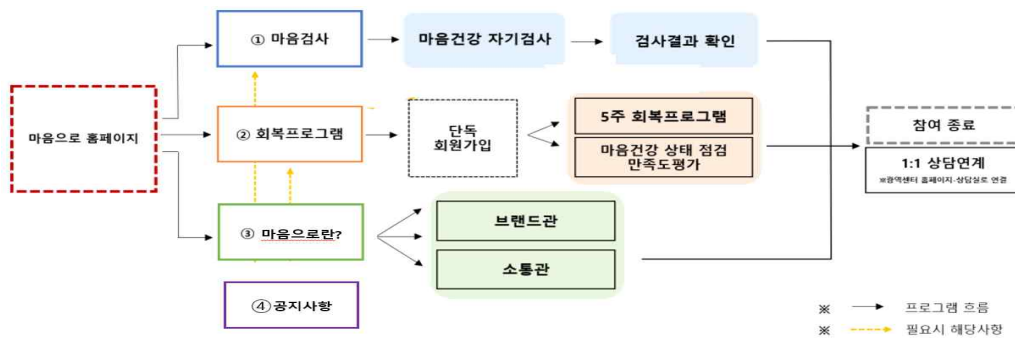 ① 마음검사
마음건강 자기검사
검사결과 확인
마음으로 홈페이지
② 회복프로그램
단독
회원가입
5주 회복프로그램
마음건강 상태 점검
만족도평가
참여 종료
1:1 상담연계
※광역센터 홈페이지-상담실로 연결
③ 마음으로란?
브랜드관
소통관
④ 공지사항
※ 프로그램 흐름
※ 필요시 해당사항